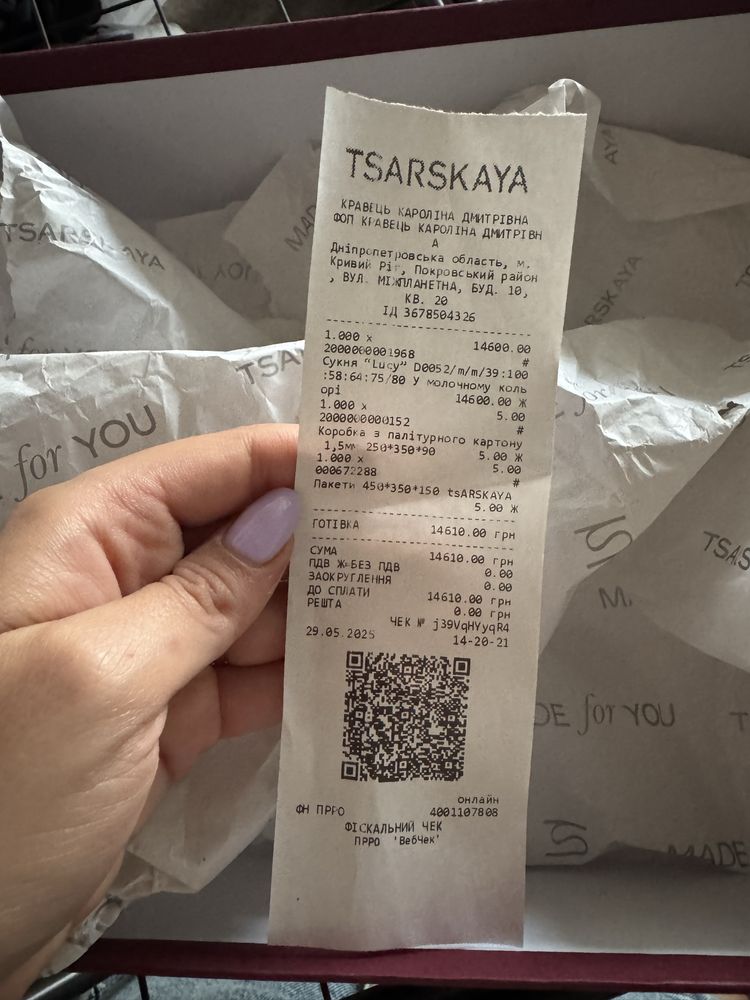 TSARSKAYA
КРАВЕЦЬ КАРОЛІНА ДМИТРІВНА
ФОП КРАВЕЦЬ КАРОЛІНА ДМИТРІВН
А
Дніпропетровська область, м.
Кривий Ріг, Покровський район
, ВУЛ. МІЖПЛАНЕТНА, БУД. 10,
КВ. 20
ІД 3678504326
1.000 x 14600.00
2000000001968 #
Сукня "Lucy" D0052/m/m/39:100
:58:64:75/80 У молочному коль
орі 14600.00 Ж
1.000 x 5.00
2000000000152 #
Коробка з палітурного картону
1,5мм 250*350*90 5.00 Ж
1.000 x 5.00
000672288 #
Пакети 450*350*150 tsARSKAYA
5.00 Ж
ГОТІВКА 14610.00 грн
СУМА 14610.00 грн
ПДВ Ж-БЕЗ ПДВ 0.00
ЗАОКРУГЛЕННЯ 0.00
ДО СПЛАТИ 14610.00 грн
РЕШТА 0.00 грн
ЧЕК № j39VqHYyqR4
29.05.2025 14-20-21
онлайн
ФН ПРРО 4001107808
ФІСКАЛЬНИЙ ЧЕК
ПРРО 'ВебЧек'
TSARSKAYA
for YOU
for YOU
MADE